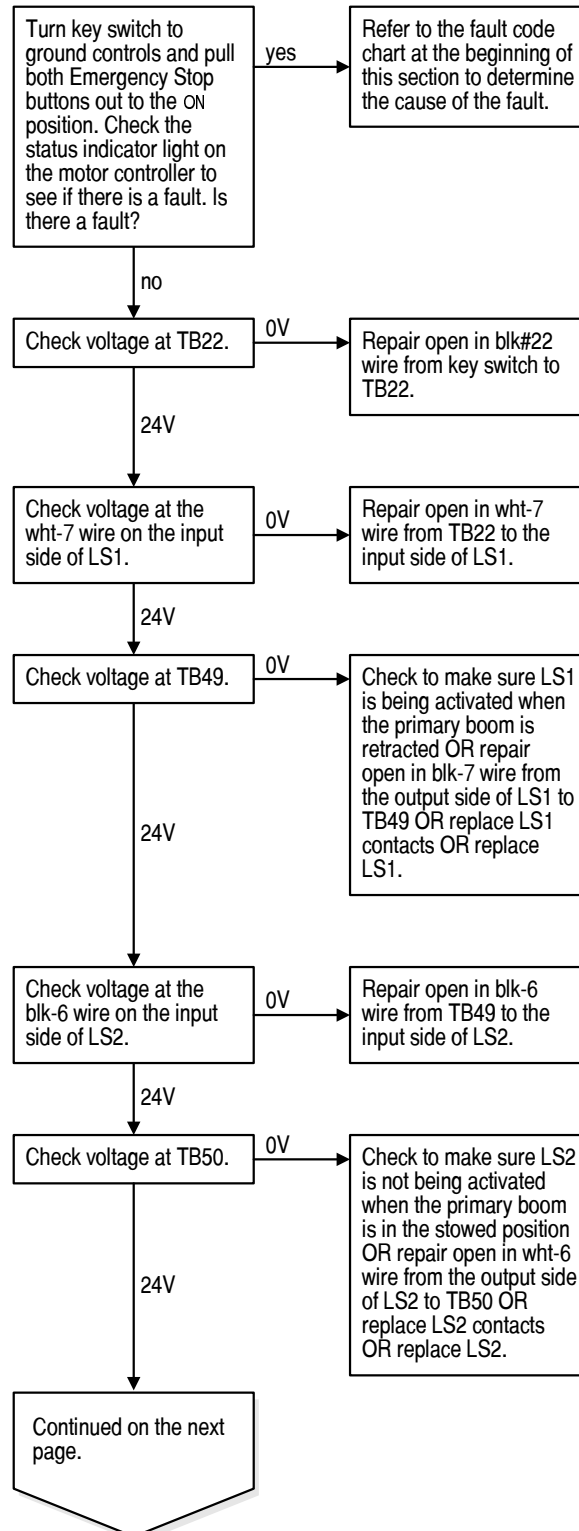 Turn key switch to
ground controls and pull
both Emergency Stop
buttons out to the ON
position. Check the
status indicator light on
the motor controller to
see if there is a fault. Is
there a fault?
yes
Refer to the fault code
chart at the beginning of
this section to determine
the cause of the fault.
no
Check voltage at TB22.
0V
Repair open in blk#22
wire from key switch to
TB22.
24V
Check voltage at the
wht-7 wire on the input
side of LS1.
0V
Repair open in wht-7
wire from TB22 to the
input side of LS1.
24V
Check voltage at TB49.
0V
Check to make sure LS1
is being activated when
the primary boom is
retracted OR repair
open in blk-7 wire from
the output side of LS1 to
TB49 OR replace LS1
contacts OR replace
LS1.
24V
Check voltage at the
blk-6 wire on the input
side of LS2.
0V
Repair open in blk-6
wire from TB49 to the
input side of LS2.
24V
Check voltage at TB50.
0V
Check to make sure LS2
is not being activated
when the primary boom
is in the stowed position
OR repair open in wht-6
wire from the output side
of LS2 to TB50 OR
replace LS2 contacts
OR replace LS2.
24V
Continued on the next
page.